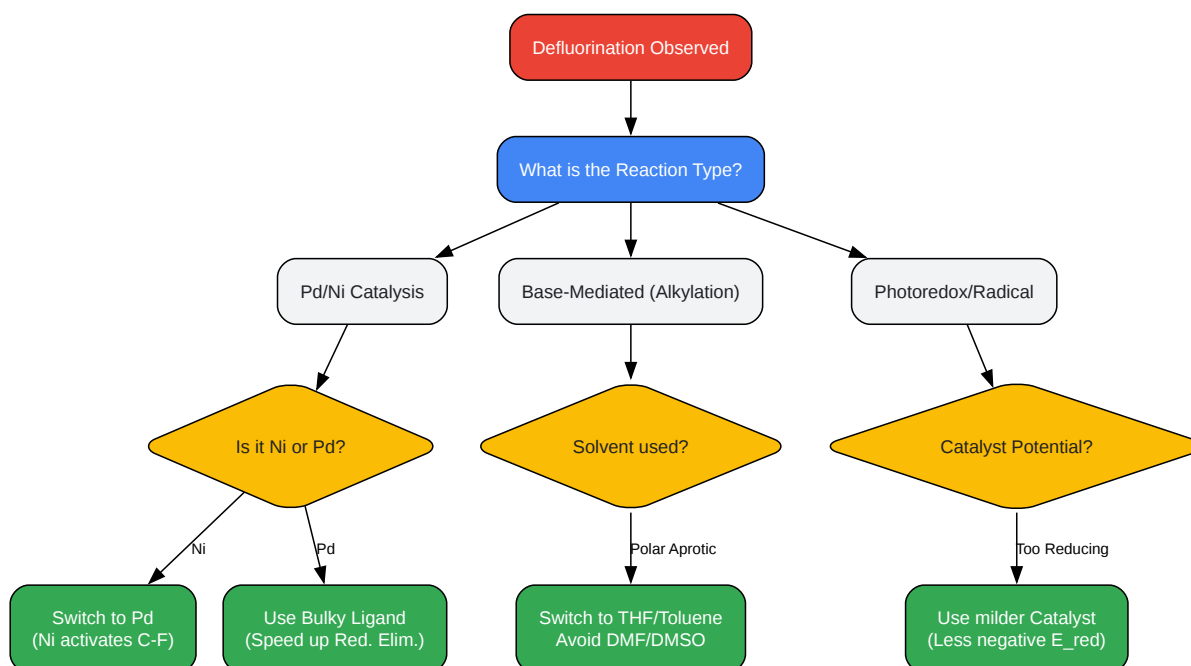 Defluorination Observed
What is the Reaction Type?
Pd/Ni Catalysis
Base-Mediated (Alkylation)
Photoredox/Radical
Is it Ni or Pd?
Solvent used?
Catalyst Potential?
Ni
Pd
Polar Aprotic
Too Reducing
Switch to Pd
(Ni activates C-F)
Use Bulky Ligand
(Speed up Red. Elim.)
Switch to THF/Toluene
Avoid DMF/DMSO
Use milder Catalyst
(Less negative E_red)